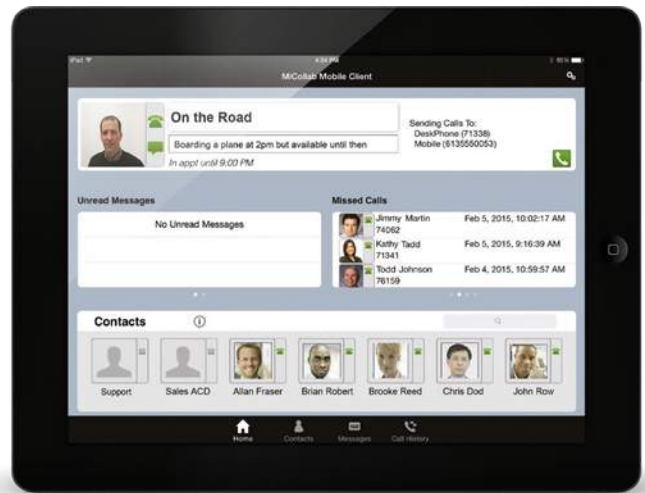 iPad
4:24 PM
MiCollab Mobile Client
On the Road
Boarding a plane at 2pm but available until then
In appt until 9:00 PM
Sending Calls To:
DeskPhone (71338)
Mobile (6135550053)
Unread Messages
No Unread Messages
Missed Calls
Jimmy Martin Feb 5, 2015, 10:02:17 AM
74062
Kathy Tadd Feb 5, 2015, 9:16:39 AM
71341
Todd Johnson Feb 4, 2015, 10:59:57 AM
76159
Contacts
Support Sales ACD Allan Fraser Brian Robert Brooke Reed Chris Dod John Row
Home Contacts Messages Call History